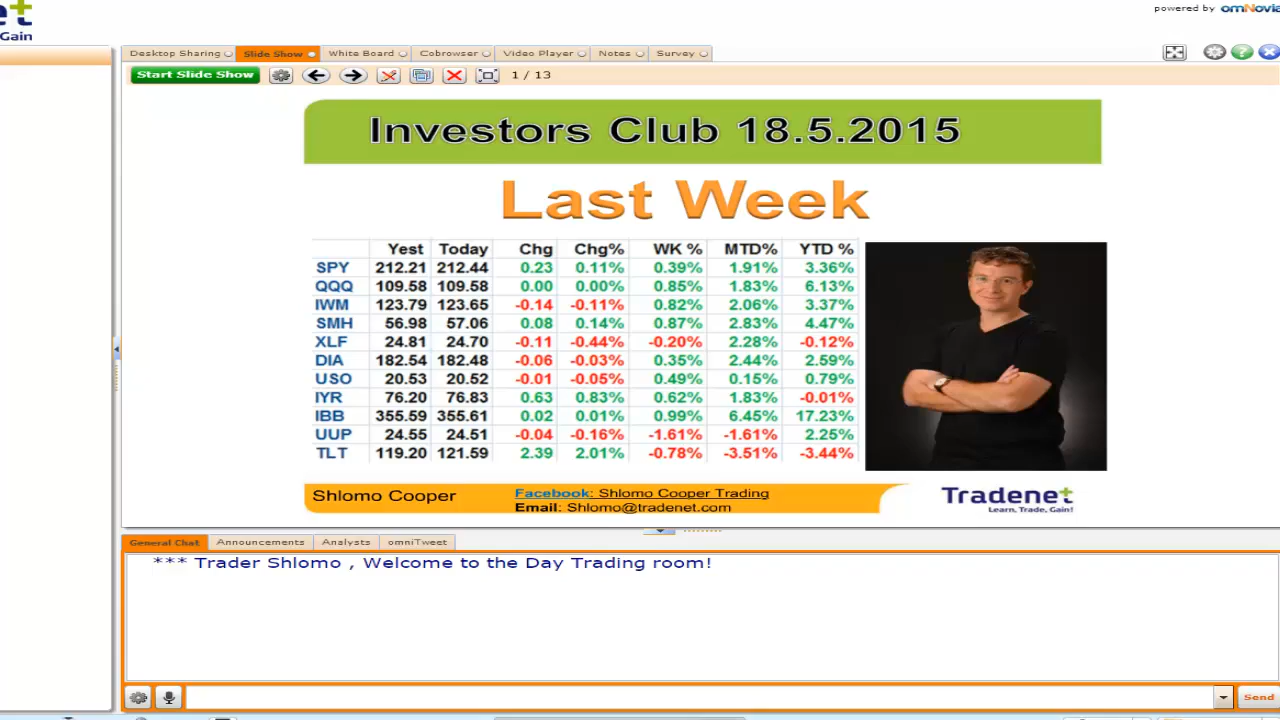 powered by omNovia
et
Gain
Desktop Sharing Slide Show White Board Cobrowser Video Player Notes Survey
Start Slide Show 1 / 13
Investors Club 18.5.2015
Last Week
Yest Today Chg Chg% WK % MTD% YTD %
SPY 212.21 212.44 0.23 0.11% 0.39% 1.91% 3.36%
QQQ 109.58 109.58 0.00 0.00% 0.85% 1.83% 6.13%
IWM 123.79 123.65 -0.14 -0.11% 0.82% 2.06% 3.37%
SMH 56.98 57.06 0.08 0.14% 0.87% 2.83% 4.47%
XLF 24.81 24.70 -0.11 -0.44% -0.20% 2.28% -0.12%
DIA 182.54 182.48 -0.06 -0.03% 0.35% 2.44% 2.59%
USO 20.53 20.52 -0.01 -0.05% 0.49% 0.15% 0.79%
IYR 76.20 76.83 0.63 0.83% 0.62% 1.83% -0.01%
IBB 355.59 355.61 0.02 0.01% 0.99% 6.45% 17.23%
UUP 24.55 24.51 -0.04 -0.16% -1.61% -1.61% 2.25%
TLT 119.20 121.59 2.39 2.01% -0.78% -3.51% -3.44%
Shlomo Cooper
Facebook: Shlomo Cooper Trading
Email: Shlomo@tradenet.com
Tradenet
Learn, Trade, Gain!
General Chat Announcements Analysts omniTweet
*** Trader Shlomo , Welcome to the Day Trading room!
Send